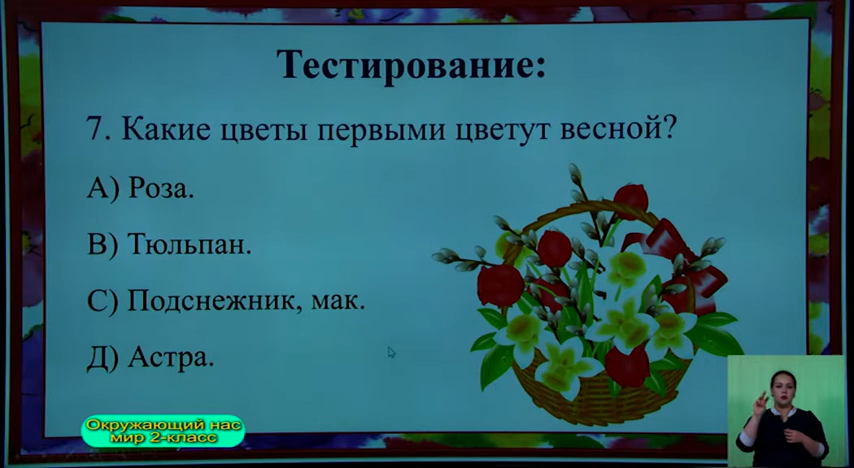 Тестирование:
7. Какие цветы первыми цветут весной?
А) Роза.
В) Тюльпан.
С) Подснежник, мак.
Д) Астра.
Окружающий нас
мир 2-класс